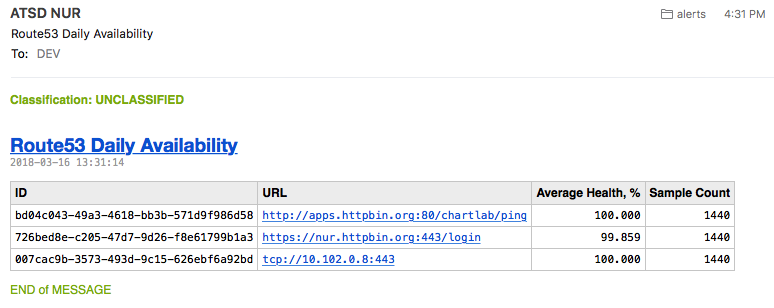 ATSD NUR
alerts 4:31 PM
Route53 Daily Availability
To: DEV
Classification: UNCLASSIFIED
Route53 Daily Availability
2018-03-16 13:31:14
ID URL Average Health, % Sample Count
bd04c043-49a3-4618-bb3b-571d9f986d58 http://apps.httpbin.org:80/chartlab/ping 100.000 1440
726bed8e-c205-47d7-9d26-f8e61799b1a3 https://nur.httpbin.org:443/login 99.859 1440
007cac9b-3573-493d-9c15-626ebf6a92bd tcp://10.102.0.8:443 100.000 1440
END of MESSAGE